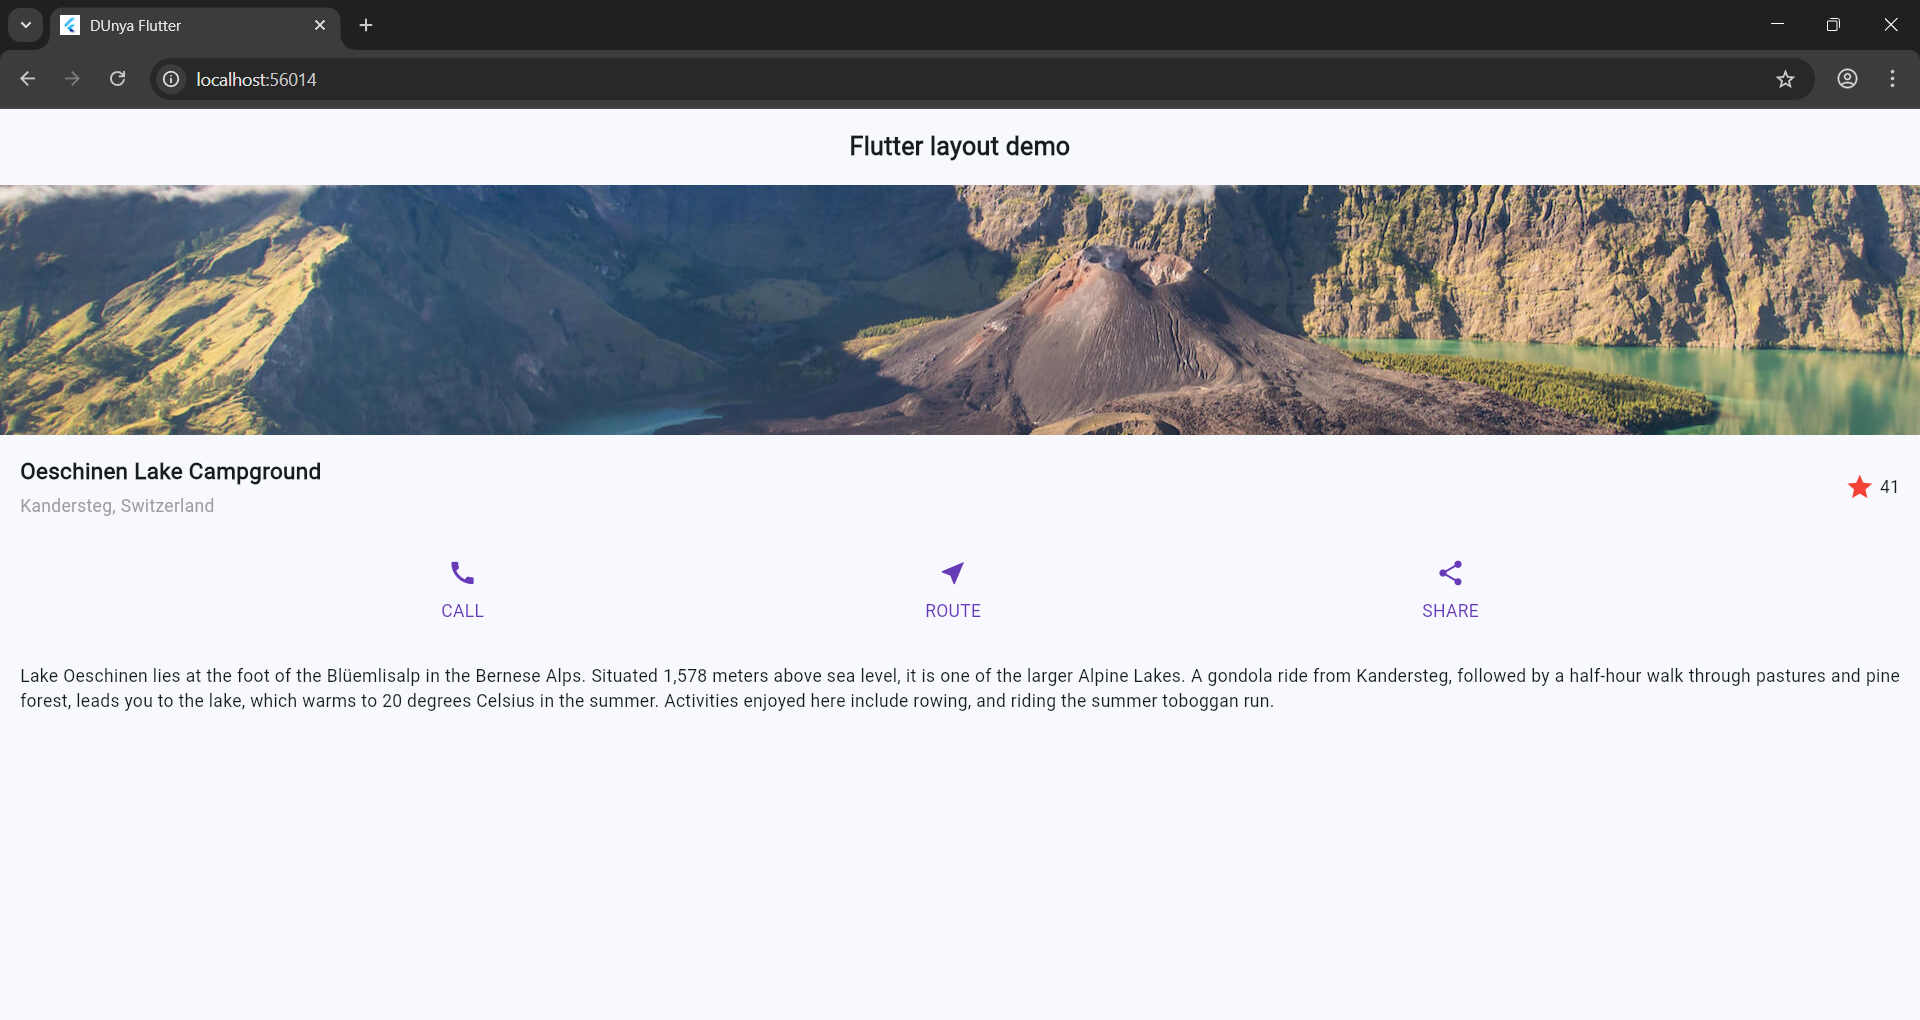 DUnya Flutter
localhost:56014
Flutter layout demo
Oeschinen Lake Campground
Kandersteg, Switzerland
41
CALL
ROUTE
SHARE
Lake Oeschinen lies at the foot of the Blüemlisalp in the Bernese Alps. Situated 1,578 meters above sea level, it is one of the larger Alpine Lakes. A gondola ride from Kandersteg, followed by a half-hour walk through pastures and pine
forest, leads you to the lake, which warms to 20 degrees Celsius in the summer. Activities enjoyed here include rowing, and riding the summer toboggan run.